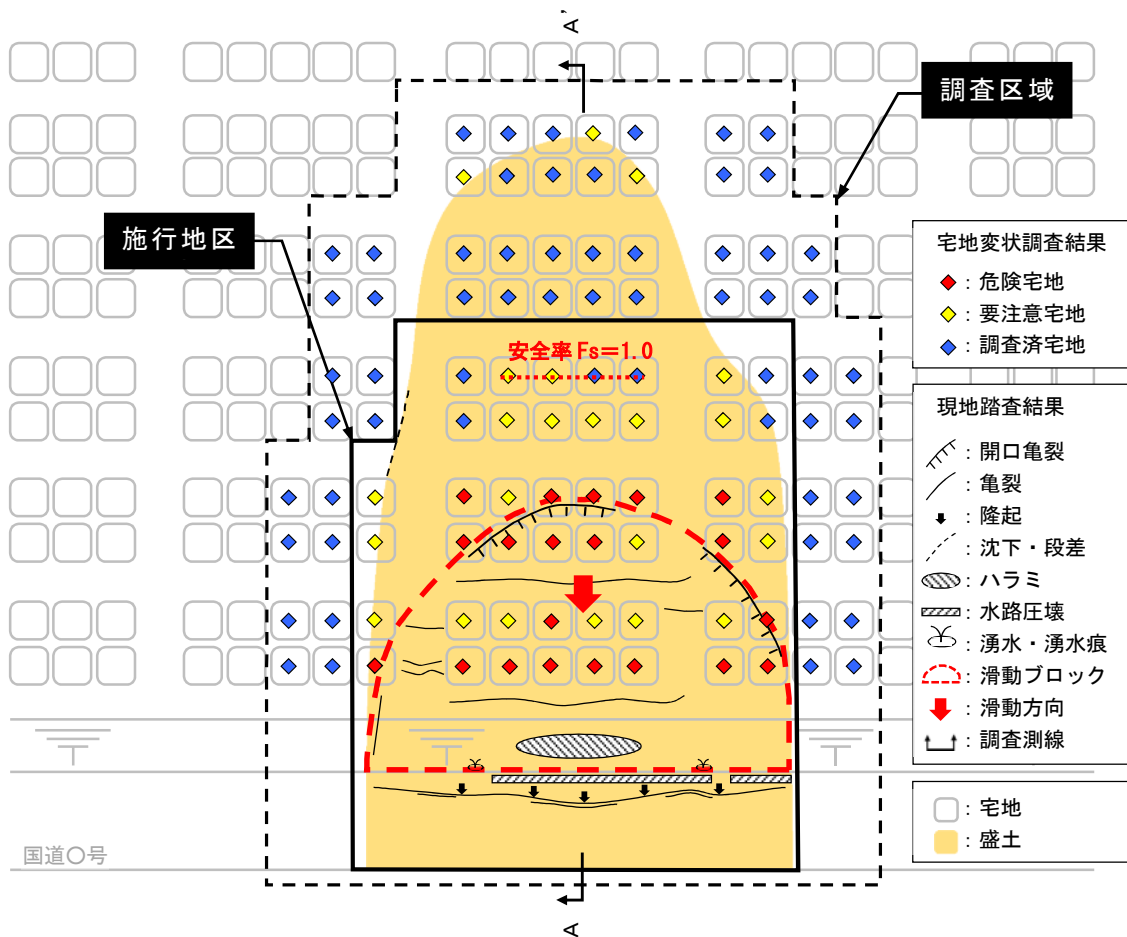 A'
調査区域
施行地区
宅地変状調査結果
：危険宅地
：要注意宅地
：調査済宅地
安全率Fs＝1.0
現地踏査結果
：開口亀裂
：亀裂
：隆起
：沈下・段差
：ハラミ
：水路圧壊
：湧水・湧水痕
：滑動ブロック
：滑動方向
：調査測線
：宅地
：盛土
国道〇号
A